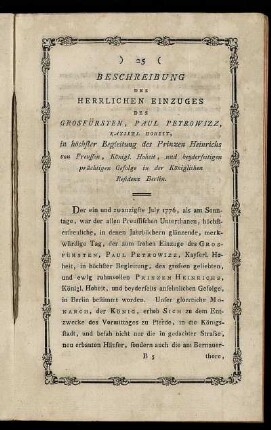 ) 25 (
BESCHREIBUNG
DES
HERRLICHEN EINZUGES
DES
GROSFÜRSTEN, PAUL PETROWIZZ,
KAYSERL. HOHEIT,
in höchster Begleitung des Prinzen Heinrichs
von Preussen, Königl. Hoheit, und beyderseitigen
prächtigen Gefolge in der Königlichen
Residenz Berlin.
Der ein und zwanzigste July 1776, als am Sonn-
tage, war der allen Preußischen Unterthanen, höchst-
erfreuliche, in denen Jahrbüchern glänzende, merk-
würdige Tag, der zum frohen Einzuge des GROS-
FÜRSTEN, PAUL PETROWIZZ, Kayserl. Ho-
heit, in höchster Begleitung, des großen geliebten,
und ewig ruhmvollen PRINZEN HEINRICHS,
Königl. Hoheit, und beyderseits ansehnlichen Gefolge,
in Berlin bestimmt worden. Unser glorreiche MO-
NARCH, der KÖNIG, erhob SICH zu dem End-
zwecke des Vormittages zu Pferde, in die Königs-
stadt, und besah nicht nur die in gedachter Straße,
neu erbauten Häuser, sondern auch die am Bernauer-
B 5 thore,